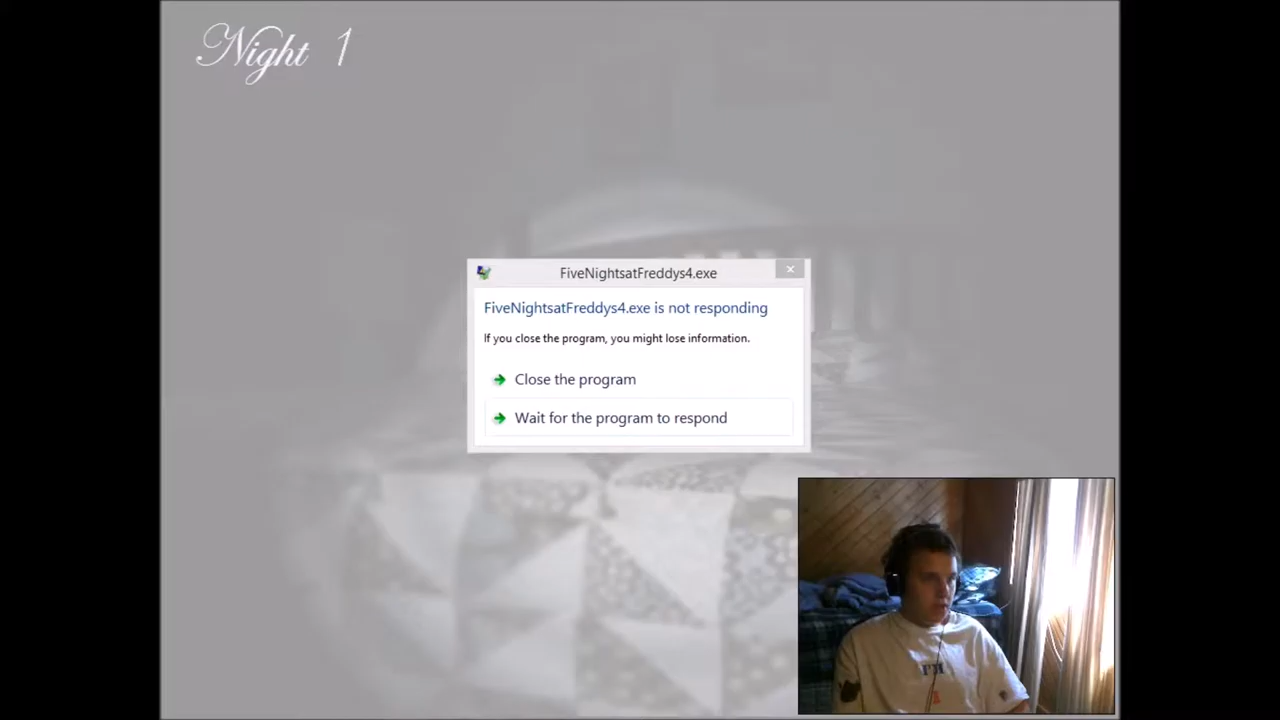 Night 1
FiveNightsatFreddys4.exe
FiveNightsatFreddys4.exe is not responding
If you close the program, you might lose information.
Close the program
Wait for the program to respond